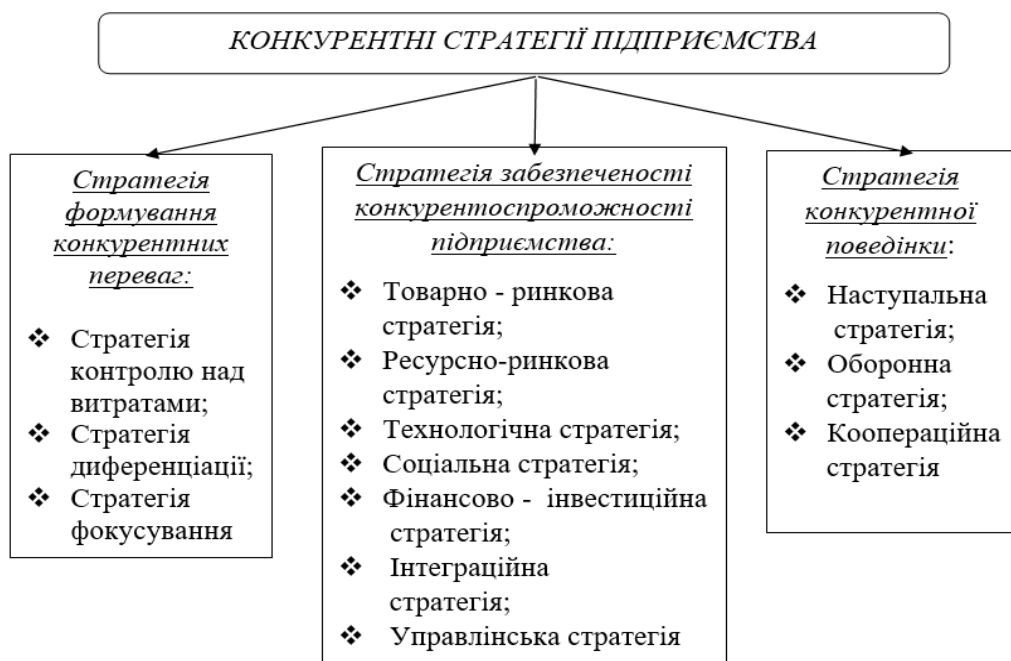 КОНКУРЕНТНІ СТРАТЕГІЇ ПІДПРИЄМСТВА
Стратегія
формування
конкурентних
переваг:
❖ Стратегія
контролю над
витратами;
❖ Стратегія
диференціації;
❖ Стратегія
фокусування
Стратегія забезпеченості
конкурентоспроможності
підприємства:
❖ Товарно - ринкова
стратегія;
❖ Ресурсно-ринкова
стратегія;
❖ Технологічна стратегія;
❖ Соціальна стратегія;
❖ Фінансово - інвестиційна
стратегія;
❖ Інтеграційна
стратегія;
❖ Управлінська стратегія
Стратегія
конкурентної
поведінки:
❖ Наступальна
стратегія;
❖ Оборонна
стратегія;
❖ Коопераційна
стратегія